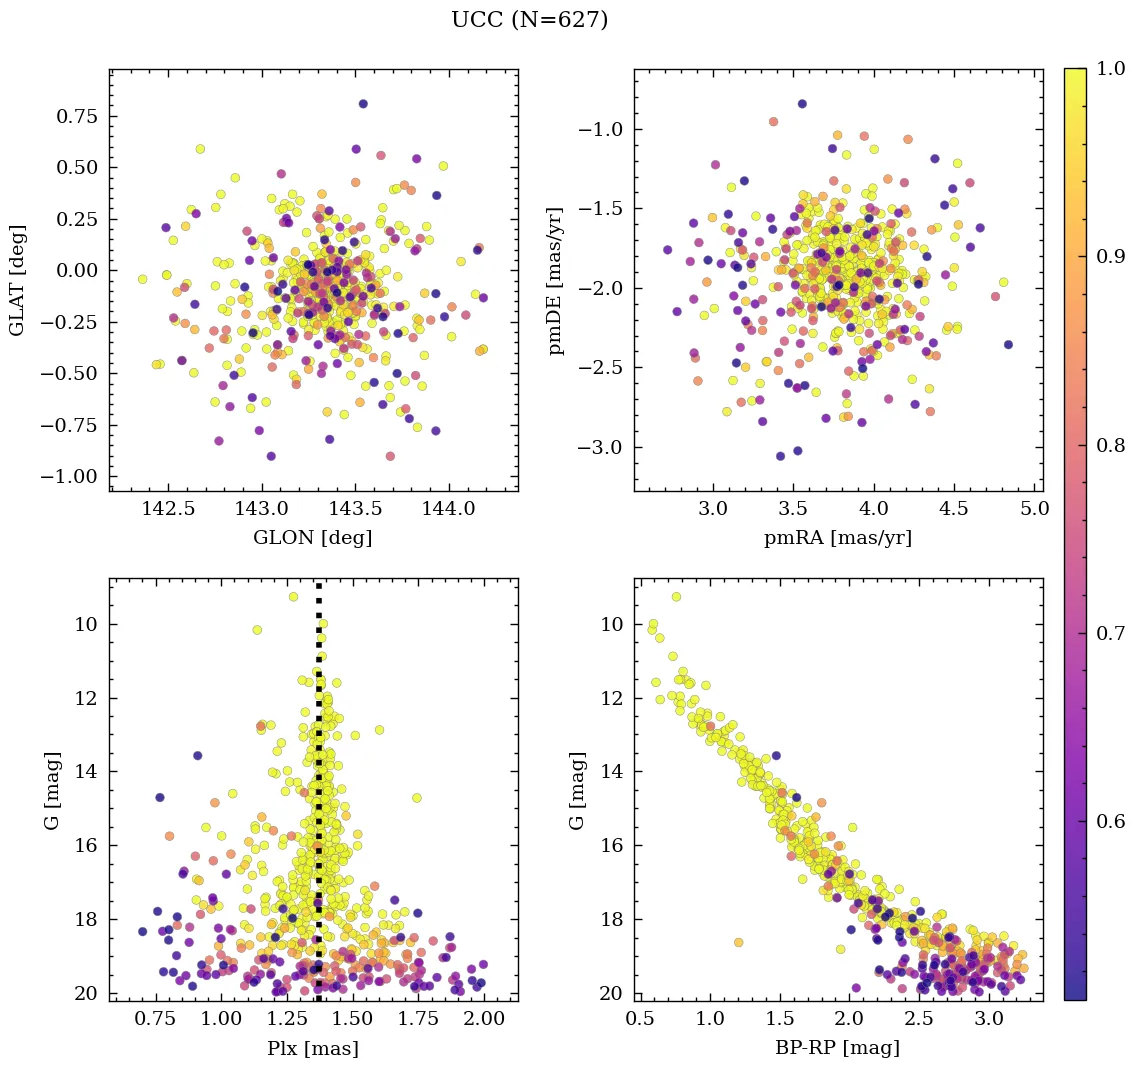 UCC (N=627)
0.75
0.50
0.25
0.00
−0.25
−0.50
−0.75
−1.00
GLAT [deg]
142.5 143.0 143.5 144.0
GLON [deg]
−1.0
−1.5
−2.0
−2.5
−3.0
pmDE [mas/yr]
3.0 3.5 4.0 4.5 5.0
pmRA [mas/yr]
10
12
14
16
18
20
G [mag]
0.75 1.00 1.25 1.50 1.75 2.00
Plx [mas]
10
12
14
16
18
20
G [mag]
0.5 1.0 1.5 2.0 2.5 3.0
BP-RP [mag]
1.0
0.9
0.8
0.7
0.6